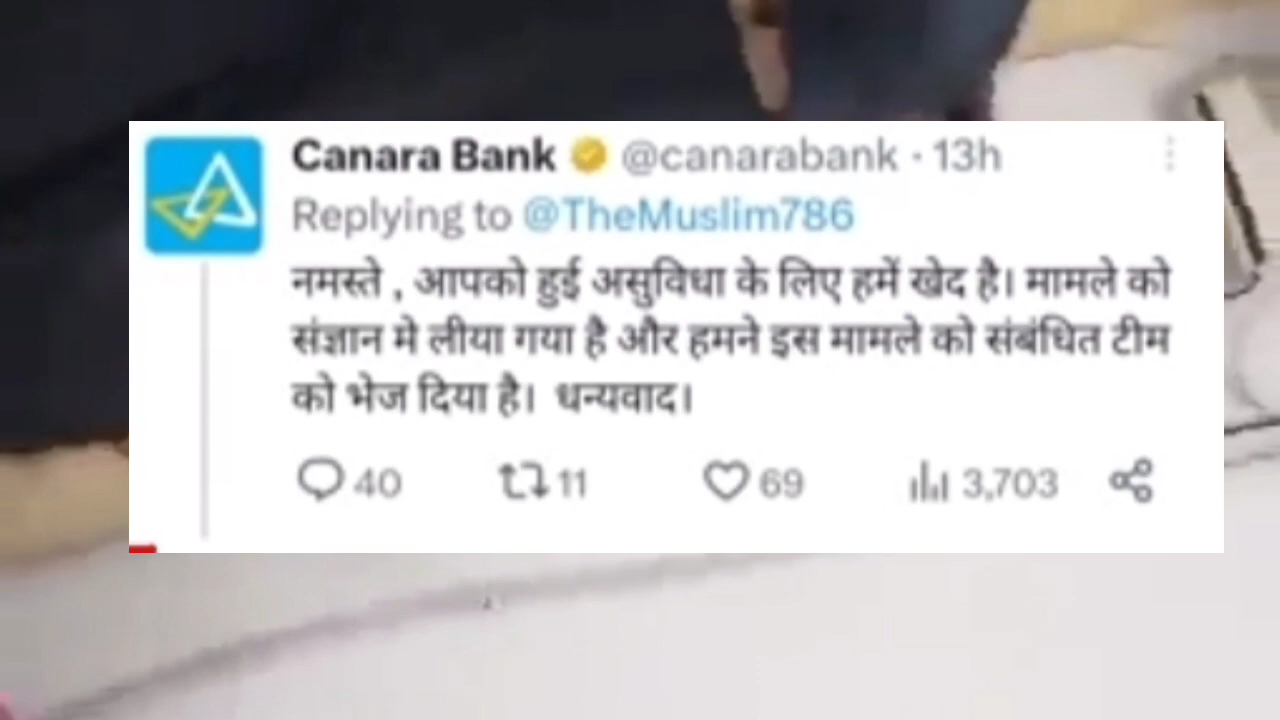 Canara Bank @canarabank · 13h
Replying to @TheMuslim786
नमस्ते , आपको हुई असुविधा के लिए हमें खेद है। मामले को
संज्ञान मे लीया गया है और हमने इस मामले को संबंधित टीम
को भेज दिया है। धन्यवाद।
40 11 69 3,703